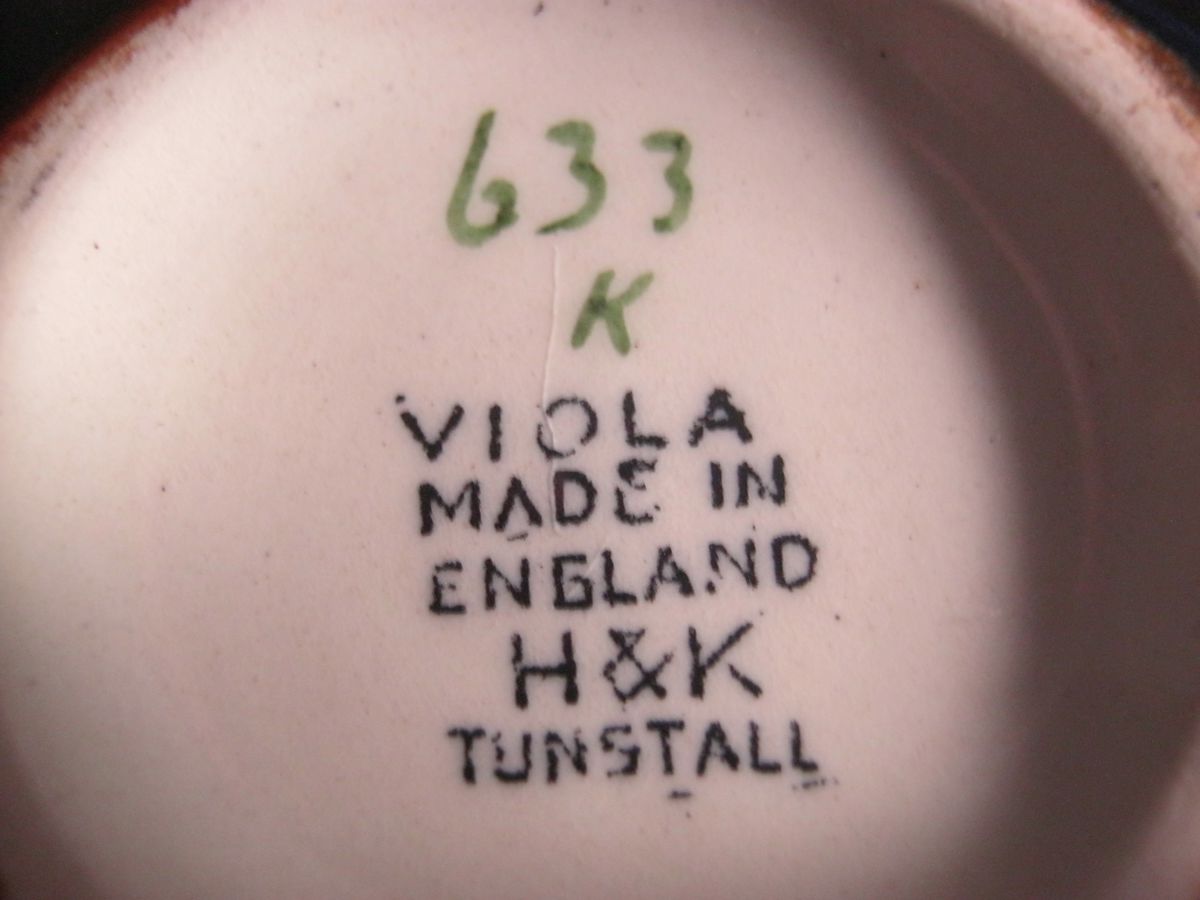 633
K
VIOLA
MADE IN
ENGLAND
H&K
TUNSTALL